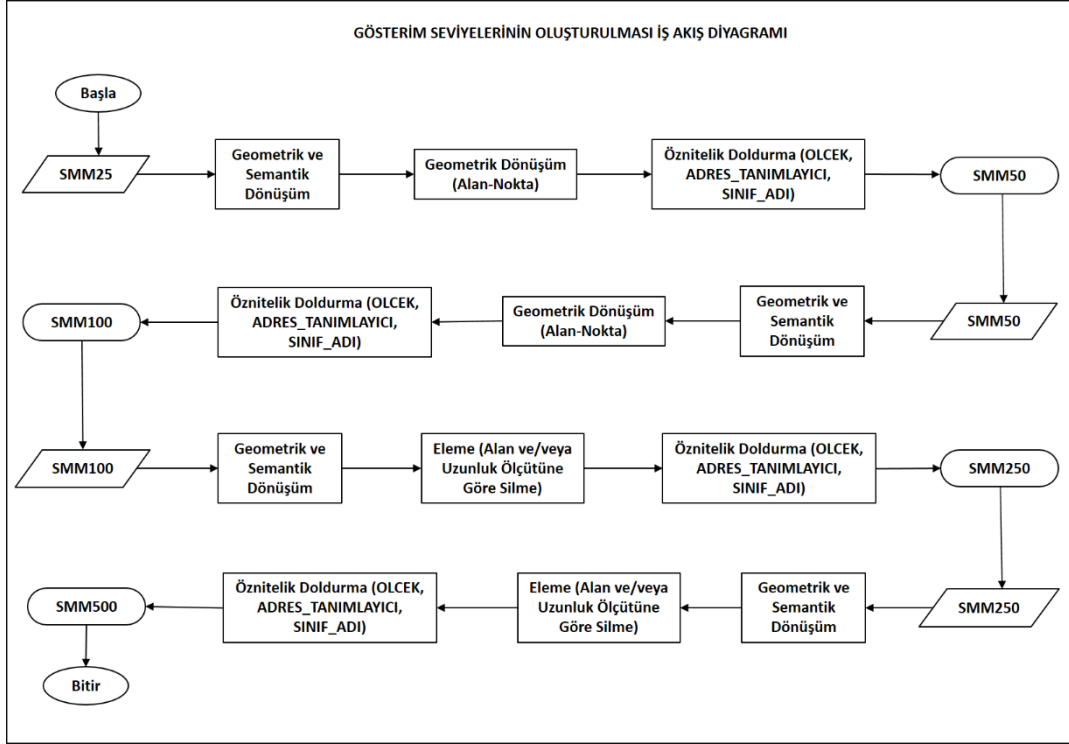 GÖSTERİM SEVİYELERİNİN OLUŞTURULMASI İŞ AKIŞ DİYAGRAMI
Başla
SMM25
Geometrik ve
Semantik
Dönüşüm
Geometrik Dönüşüm
(Alan-Nokta)
Öznitelik Doldurma (OLCEK,
ADRES_TANIMLAYICI,
SINIF_ADI)
SMM50
SMM50
Geometrik ve
Semantik
Dönüşüm
Geometrik Dönüşüm
(Alan-Nokta)
Öznitelik Doldurma (OLCEK,
ADRES_TANIMLAYICI,
SINIF_ADI)
SMM100
SMM100
Geometrik ve
Semantik
Dönüşüm
Eleme (Alan ve/veya
Uzunluk Ölçütüne
Göre Silme)
Öznitelik Doldurma (OLCEK,
ADRES_TANIMLAYICI,
SINIF_ADI)
SMM250
SMM250
Geometrik ve
Semantik
Dönüşüm
Eleme (Alan ve/veya
Uzunluk Ölçütüne
Göre Silme)
Öznitelik Doldurma (OLCEK,
ADRES_TANIMLAYICI,
SINIF_ADI)
SMM500
Bitir